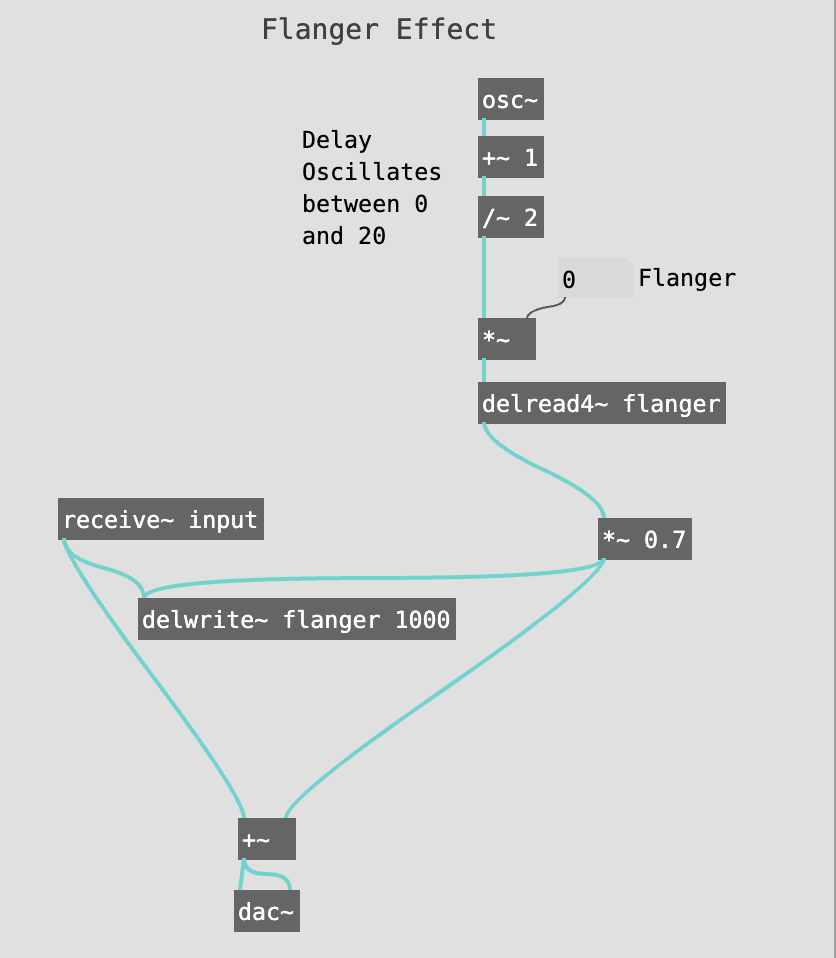 Flanger Effect
osc~
Delay
Oscillates
between 0
and 20
+~ 1
/~ 2
0
Flanger
*~
delread4~ flanger
receive~ input
*~ 0.7
delwrite~ flanger 1000
+~
dac~